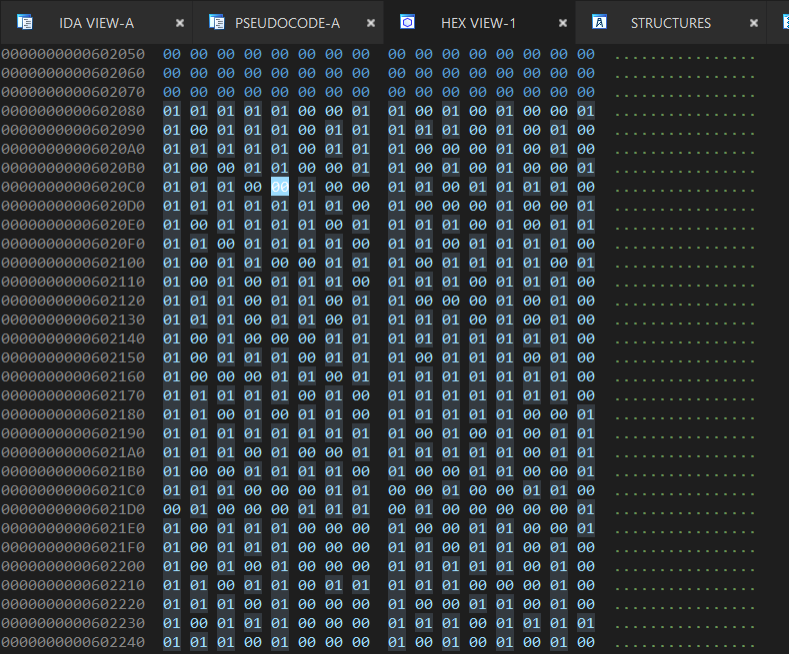 IDA VIEW-A × PSEUDOCODE-A × HEX VIEW-1 × STRUCTURES ×
0000000000602050 00 00 00 00 00 00 00 00 00 00 00 00 00 00 00 00 ................
0000000000602060 00 00 00 00 00 00 00 00 00 00 00 00 00 00 00 00 ................
0000000000602070 00 00 00 00 00 00 00 00 00 00 00 00 00 00 00 00 ................
0000000000602080 01 01 01 01 01 00 00 01 01 00 01 00 01 00 00 01 ................
0000000000602090 01 00 01 01 01 00 01 01 01 01 01 00 01 00 01 00 ................
00000000006020A0 01 01 01 01 01 00 01 01 01 00 00 00 01 00 01 00 ................
00000000006020B0 01 00 00 01 01 00 00 01 01 00 01 00 01 00 00 01 ................
00000000006020C0 01 01 01 00 00 01 00 00 01 01 00 01 01 01 01 00 ................
00000000006020D0 01 01 01 01 01 01 01 00 01 00 00 00 01 00 00 01 ................
00000000006020E0 01 00 01 01 01 01 00 01 01 01 01 00 01 00 01 01 ................
00000000006020F0 01 01 00 01 01 01 01 00 01 01 00 01 01 01 01 00 ................
0000000000602100 01 00 01 01 00 00 01 01 01 00 01 01 01 01 00 01 ................
0000000000602110 01 00 01 00 01 01 01 00 01 01 01 00 01 01 00 01 ................
0000000000602120 01 01 01 00 01 01 00 01 01 00 00 00 01 00 01 00 ................
0000000000602130 01 01 01 00 01 01 00 01 01 01 01 00 01 00 01 00 ................
0000000000602140 01 00 01 00 00 00 01 01 01 01 01 01 01 01 01 00 ................
0000000000602150 01 00 01 01 01 00 01 01 01 00 01 01 01 00 01 00 ................
0000000000602160 01 00 00 00 01 01 00 01 01 01 01 01 01 01 01 00 ................
0000000000602170 01 01 01 01 01 00 01 00 01 01 01 01 01 01 01 00 ................
0000000000602180 01 01 00 01 00 01 01 00 01 01 01 01 01 00 00 01 ................
0000000000602190 01 01 01 01 01 01 01 01 01 00 01 00 01 00 01 01 ................
00000000006021A0 01 01 01 00 01 00 00 01 01 01 01 01 01 00 01 01 ................
00000000006021B0 01 00 00 01 01 01 01 00 01 00 00 01 01 00 00 01 ................
00000000006021C0 01 01 01 00 00 00 01 01 00 00 01 00 00 01 01 00 ................
00000000006021D0 00 01 00 00 00 01 01 01 00 01 00 00 00 00 00 01 ................
00000000006021E0 01 00 01 01 01 00 00 00 01 00 00 01 01 00 00 01 ................
00000000006021F0 01 00 01 01 01 00 00 00 01 01 00 01 01 00 01 00 ................
0000000000602200 01 00 01 00 01 00 00 00 01 01 01 01 01 00 01 00 ................
0000000000602210 01 01 00 01 01 00 01 01 01 01 01 00 00 00 01 00 ................
0000000000602220 01 01 01 00 01 00 00 00 01 00 00 01 01 00 01 00 ................
0000000000602230 01 00 01 01 01 00 00 00 01 01 01 00 01 01 01 01 ................
0000000000602240 01 01 01 00 01 00 00 00 01 00 01 00 01 00 01 00 ................